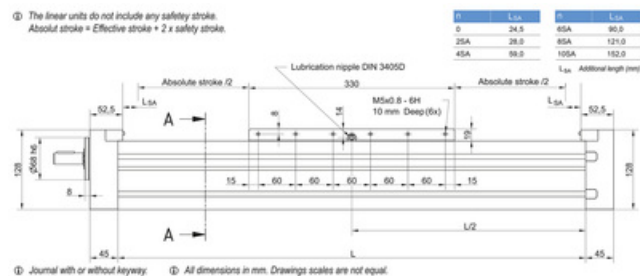 The linear units do not include any safetey stroke.
Absolut stroke = Effective stroke + 2 x safety stroke.
n LSA n LSA
0 24,5 6SA 90,0
2SA 28,0 8SA 121,0
4SA 59,0 10SA 152,0
LSA Additional length (mm)
Lubrication nipple DIN 3405D
Absolute stroke /2 330 Absolute stroke /2
LSA M5x0.8 - 6H LSA
52,5 A 8 14 10 mm Deep (6x) 19 52,5
128 Ø68 h6 128
8 15 60 60 60 60 60 15
L/2
A
45 L 45
Journal with or without keyway. All dimensions in mm. Drawings scales are not equal.